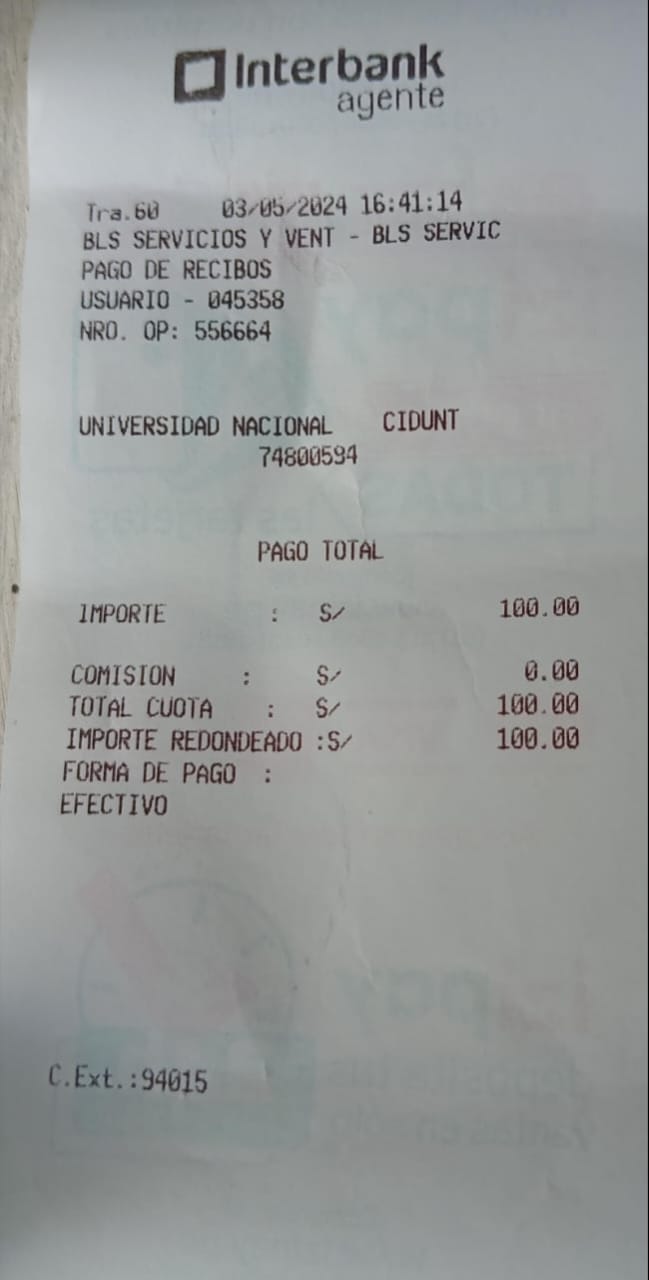 Interbank
agente
Tra.60 03/05/2024 16:41:14
BLS SERVICIOS Y VENT - BLS SERVIC
PAGO DE RECIBOS
USUARIO - 045358
NRO. OP: 556664
UNIVERSIDAD NACIONAL CIDUNT
74800594
PAGO TOTAL
IMPORTE : S/ 100.00
COMISION : S/ 0.00
TOTAL CUOTA : S/ 100.00
IMPORTE REDONDEADO :S/ 100.00
FORMA DE PAGO :
EFECTIVO
C.Ext.:94015